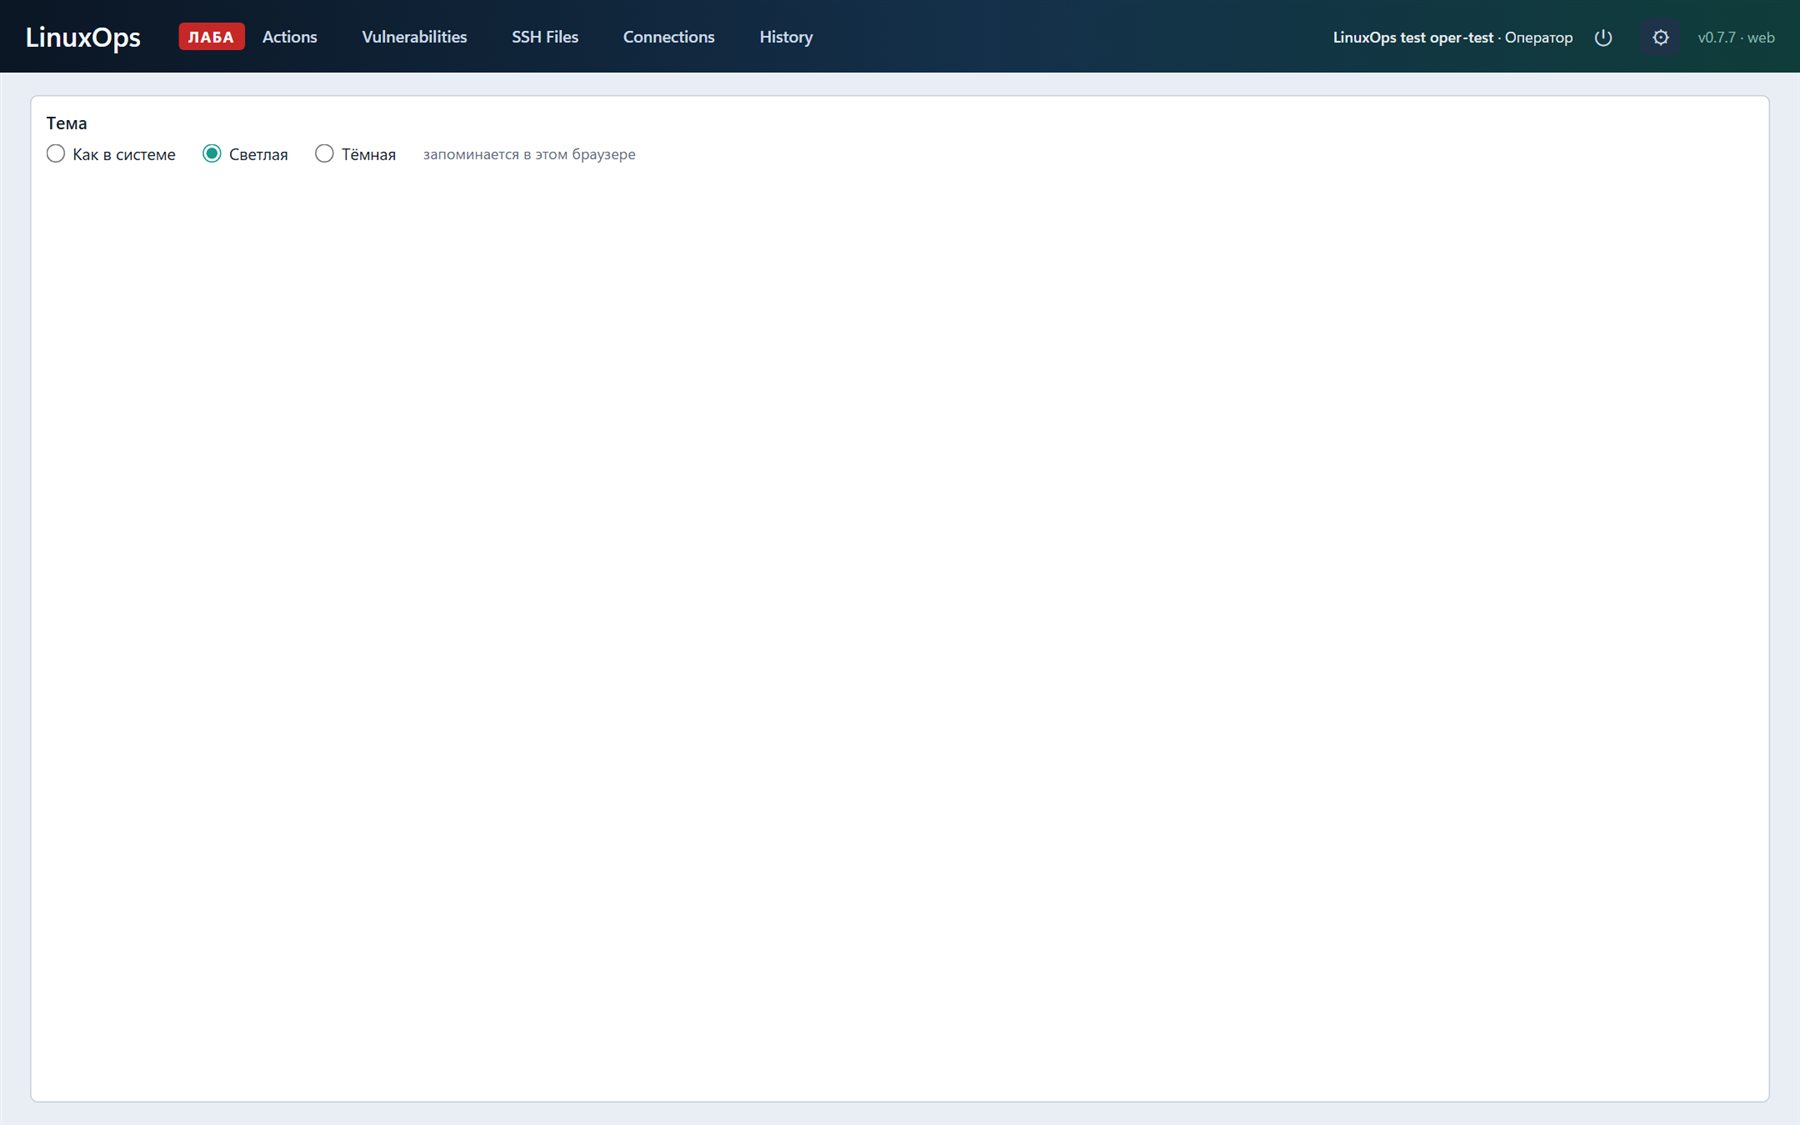 LinuxOps ЛАБА Actions Vulnerabilities SSH Files Connections History LinuxOps test oper-test · Оператор v0.7.7 · web
Тема
Как в системе Светлая Тёмная запоминается в этом браузере